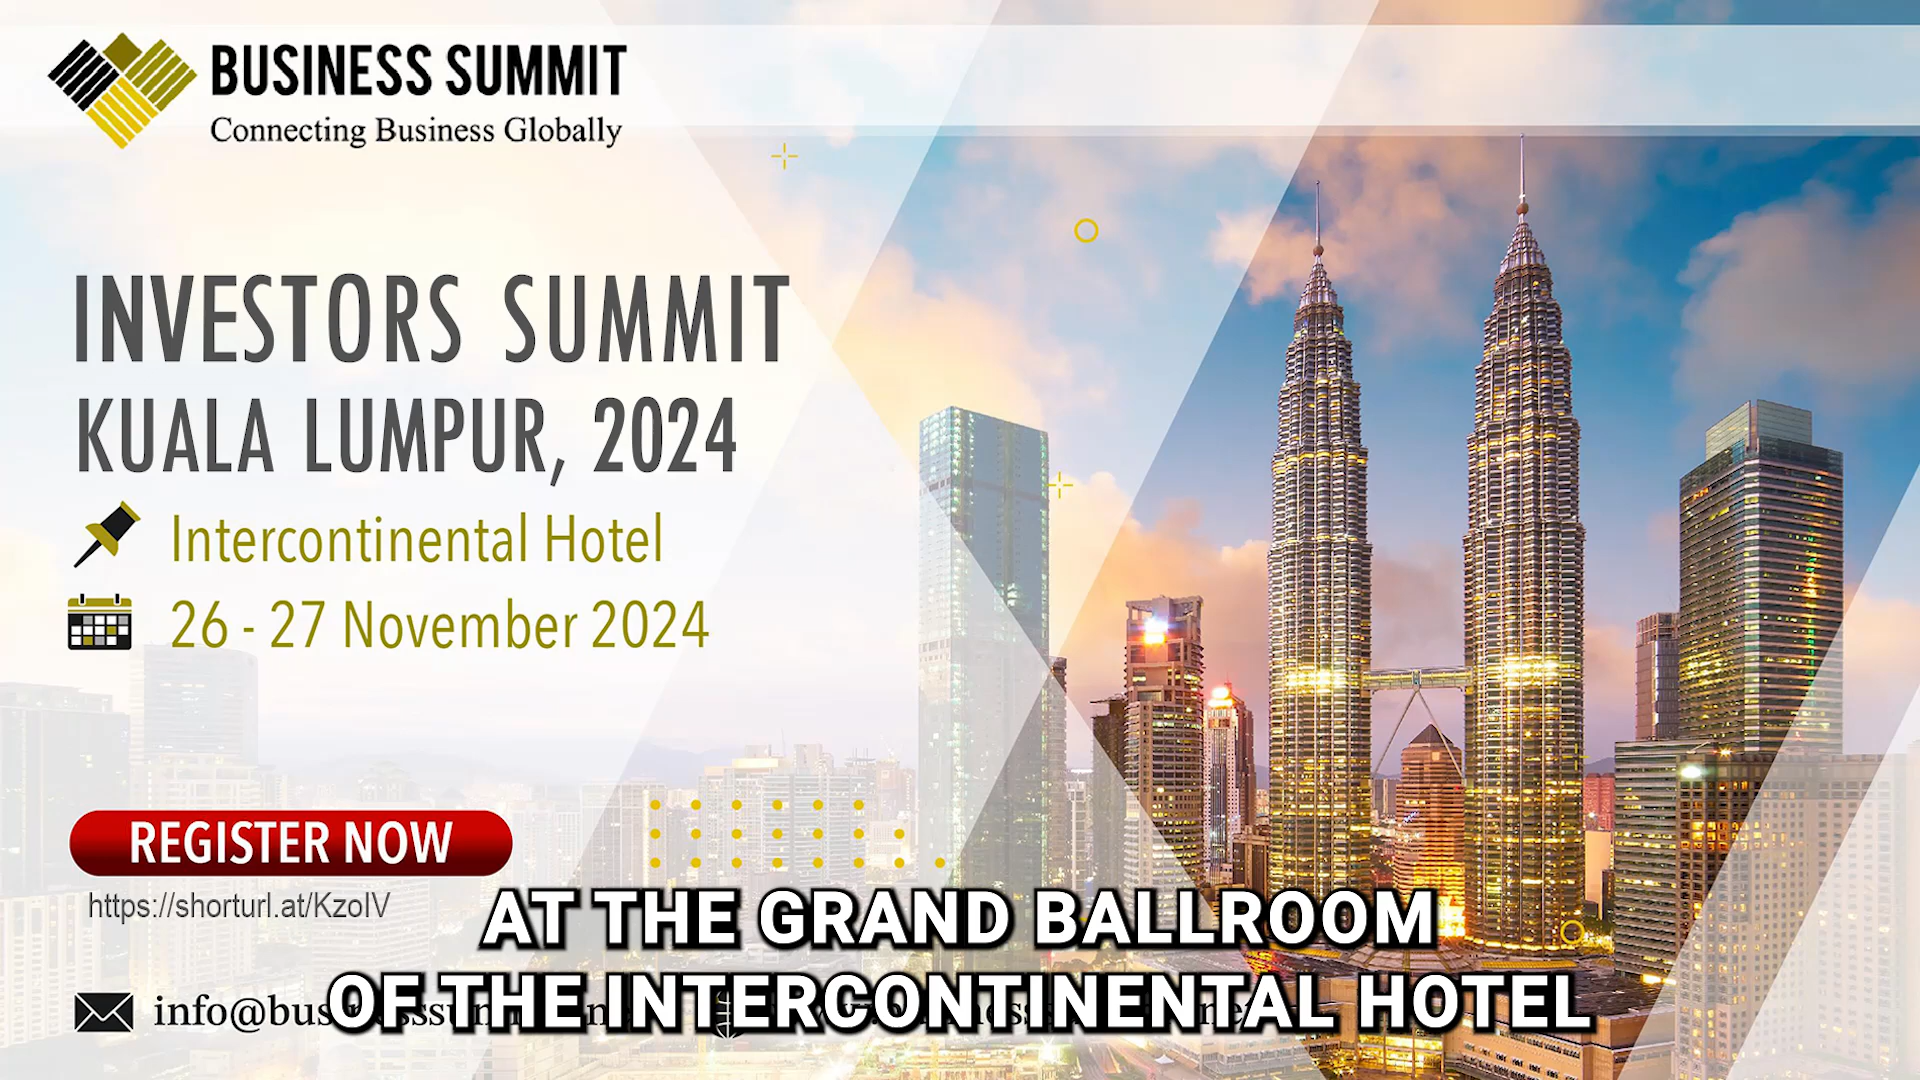 BUSINESS SUMMIT
Connecting Business Globally
INVESTORS SUMMIT
KUALA LUMPUR, 2024
Intercontinental Hotel
26 - 27 November 2024
REGISTER NOW
https://shorturl.at/KzoIV
AT THE GRAND BALLROOM
OF THE INTERCONTINENTAL HOTEL